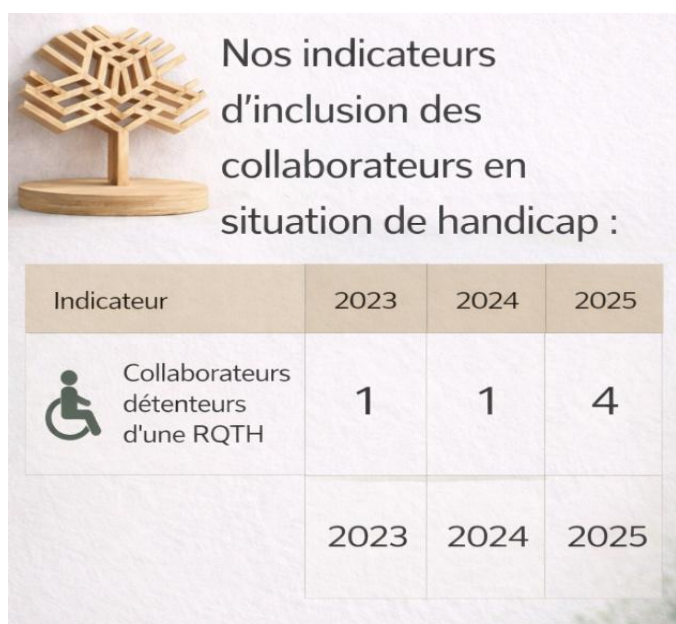 Nos indicateurs
d'inclusion des
collaborateurs en
situation de handicap :
Indicateur 2023 2024 2025
Collaborateurs
détenteurs
d'une RQTH
1 1 4
2023 2024 2025